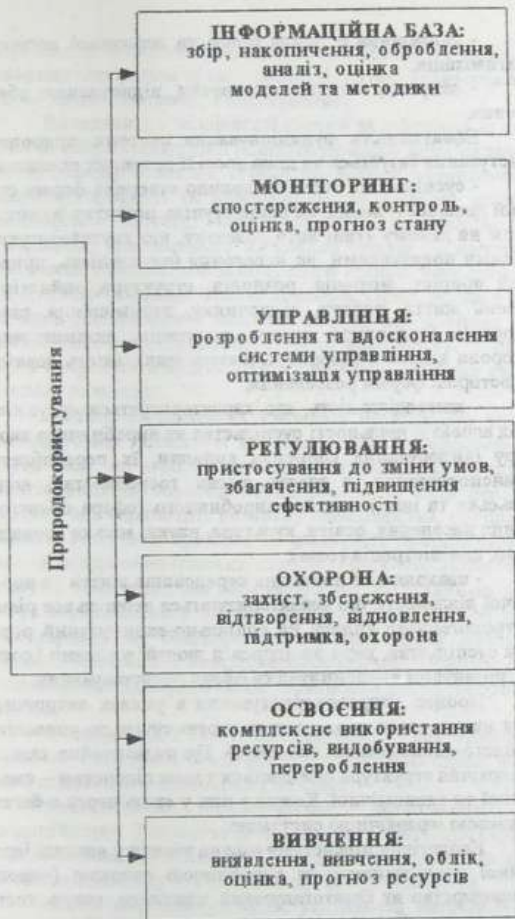 Природокористування
ІНФОРМАЦІЙНА БАЗА:
збір, накопичення, оброблення,
аналіз, оцінка
моделей та методики
МОНІТОРИНГ:
спостереження, контроль,
оцінка, прогноз стану
УПРАВЛІННЯ:
розроблення та вдосконалення
системи управління,
оптимізація управління
РЕГУЛЮВАННЯ:
пристосування до зміни умов,
збагачення, підвищення
ефективності
ОХОРОНА:
захист, збереження,
відтворення, відновлення,
підтримка, охорона
ОСВОЄННЯ:
комплексне використання
ресурсів, видобування,
перероблення
ВИВЧЕННЯ:
виявлення, вивчення, облік,
оцінка, прогноз ресурсів